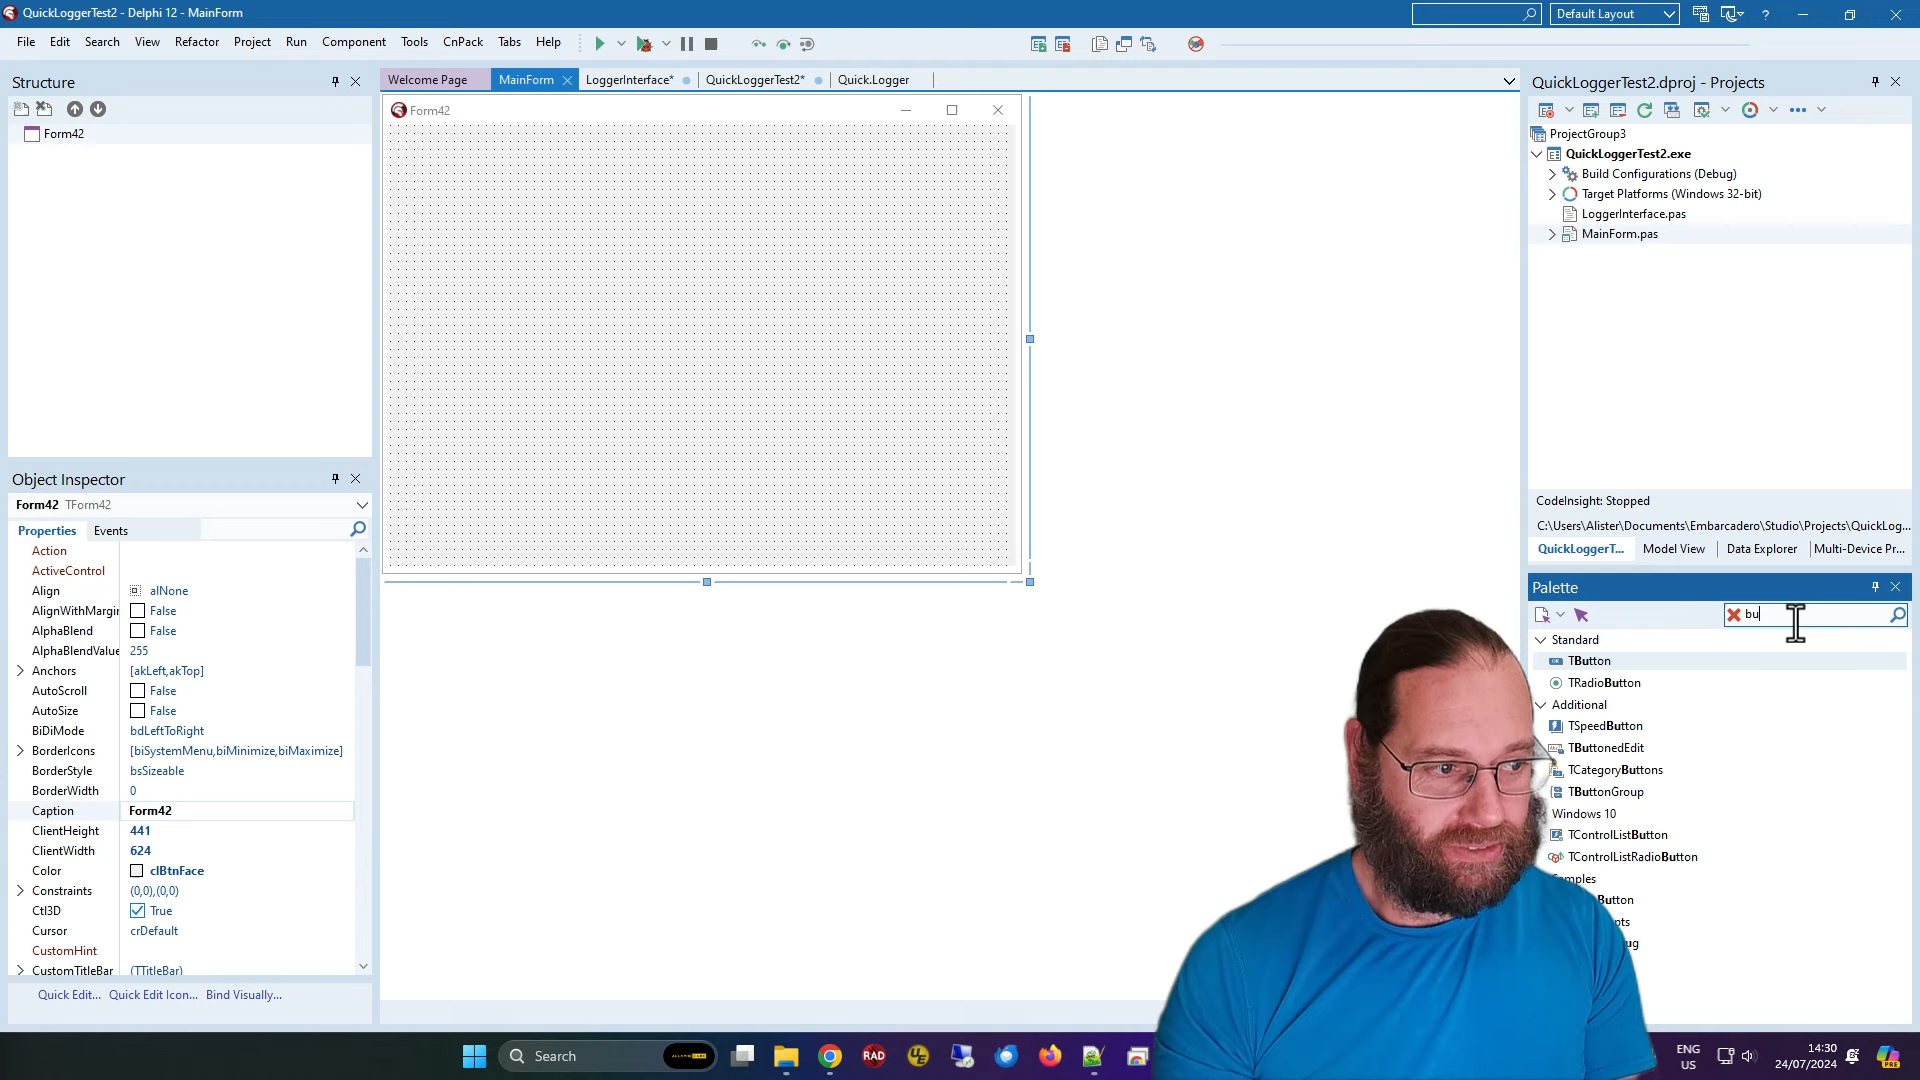 QuickLoggerTest2 - Delphi 12 - MainForm
Default Layout
File Edit Search View Refactor Project Run Component Tools CnPack Tabs Help
Structure
Form42
Welcome Page MainForm LoggerInterface* QuickLoggerTest2* Quick.Logger
Form42
QuickLoggerTest2.dproj - Projects
ProjectGroup3
QuickLoggerTest2.exe
Build Configurations (Debug)
Target Platforms (Windows 32-bit)
LoggerInterface.pas
MainForm.pas
CodeInsight: Stopped
C:\Users\Alister\Documents\Embarcadero\Studio\Projects\QuickLog...
QuickLoggerT... Model View Data Explorer Multi-Device Pr...
Object Inspector
Form42 TForm42
Properties Events
Action
ActiveControl
Align alNone
AlignWithMargin False
AlphaBlend False
AlphaBlendValue 255
Anchors [akLeft,akTop]
AutoScroll False
AutoSize False
BiDiMode bdLeftToRight
BorderIcons [biSystemMenu,biMinimize,biMaximize]
BorderStyle bsSizeable
BorderWidth 0
Caption Form42
ClientHeight 441
ClientWidth 624
Color clBtnFace
Constraints (0,0),(0,0)
Ctl3D True
Cursor crDefault
CustomHint
CustomTitleBar (TTitleBar)
Quick Edit... Quick Edit Icon... Bind Visually...
Palette
bu
Standard
TButton
TRadioButton
Additional
TSpeedButton
TButtonedEdit
TCategoryButtons
TButtonGroup
Windows 10
TControlListButton
TControlListRadioButton
Search
RAD
ENG
US
14:30
24/07/2024
PRE